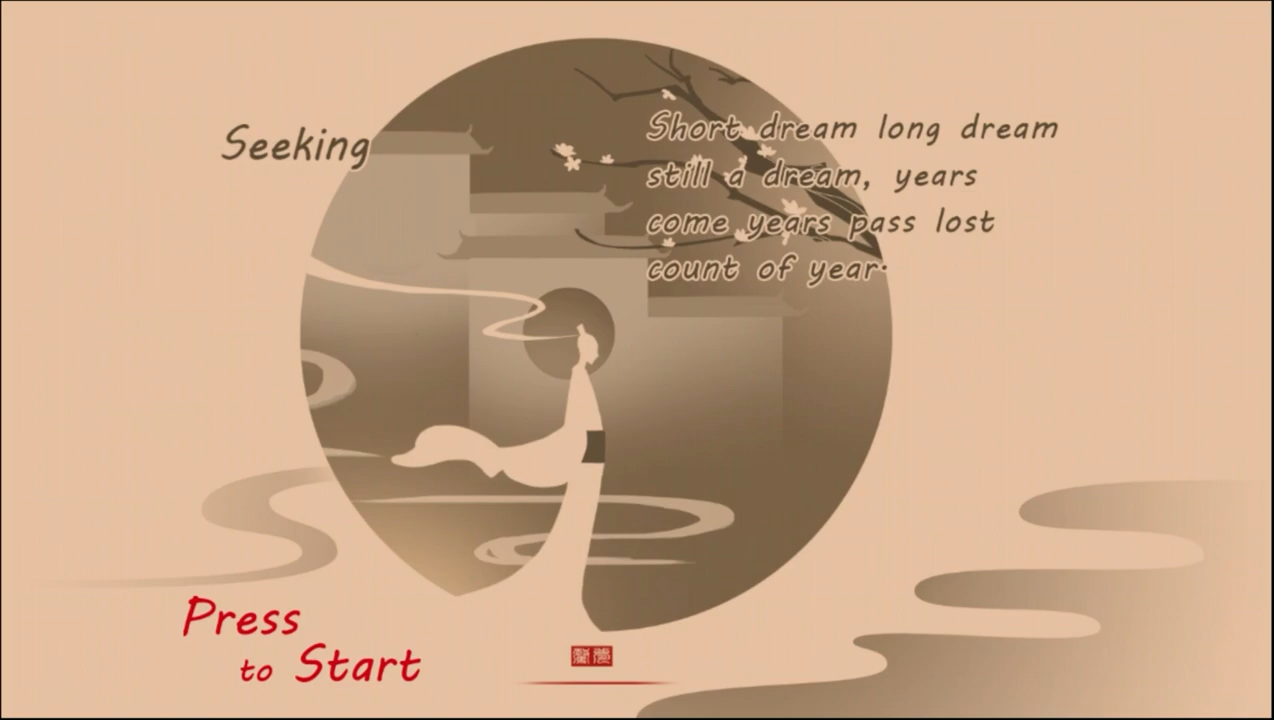 Seeking
Short dream long dream
still a dream, years
come years pass lost
count of year·
Press
to Start